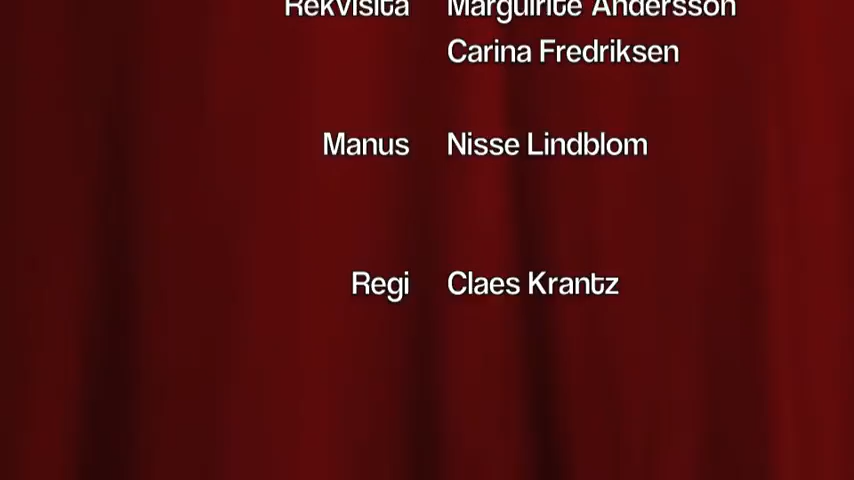 Rekvisita Marguirite Andersson
Carina Fredriksen
Manus Nisse Lindblom
Regi Claes Krantz